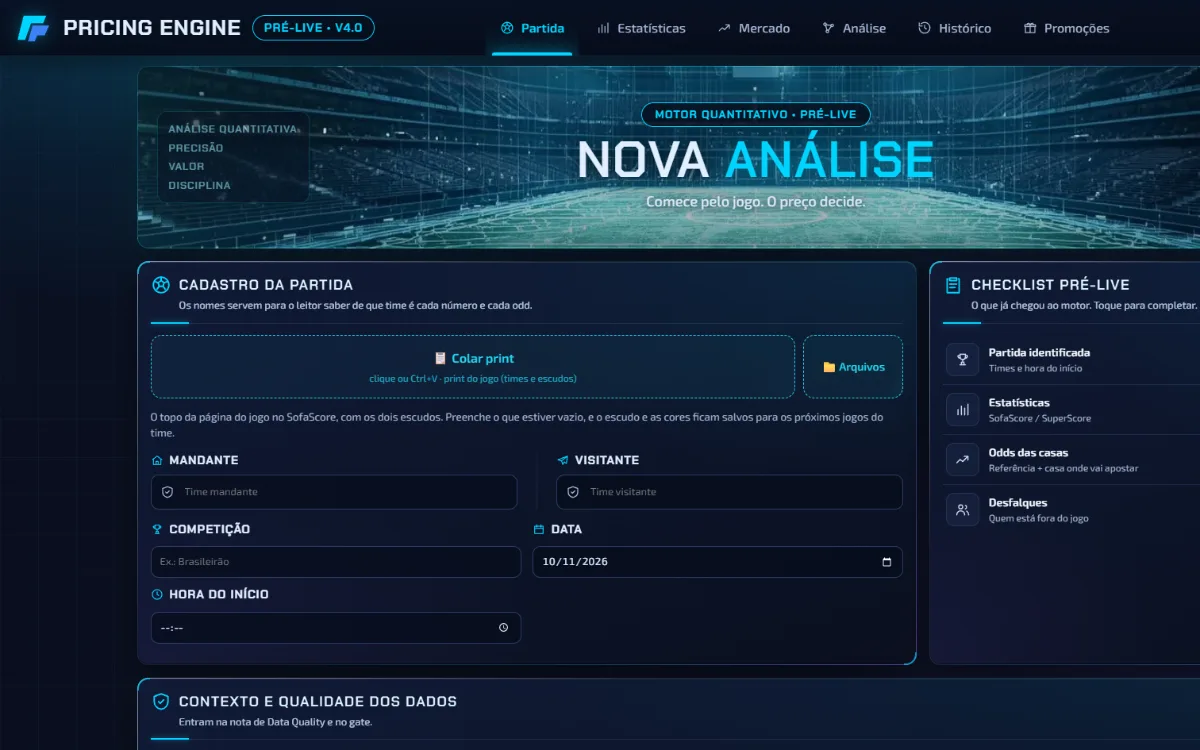 PRICING ENGINE
PRÉ-LIVE • V4.0
Partida
Estatísticas
Mercado
Análise
Histórico
Promoções
ANÁLISE QUANTITATIVA
PRECISÃO
VALOR
DISCIPLINA
MOTOR QUANTITATIVO • PRÉ-LIVE
NOVA ANÁLISE
Comece pelo jogo. O preço decide.
CADASTRO DA PARTIDA
Os nomes servem para o leitor saber de que time é cada número e cada odd.
Colar print
clique ou Ctrl+V · print do jogo (times e escudos)
Arquivos
O topo da página do jogo no SofaScore, com os dois escudos. Preenche o que estiver vazio, e o escudo e as cores ficam salvos para os próximos jogos do
time.
MANDANTE
Time mandante
VISITANTE
Time visitante
COMPETIÇÃO
Ex.: Brasileirão
DATA
10/11/2026
HORA DO INÍCIO
--:--
CHECKLIST PRÉ-LIVE
O que já chegou ao motor. Toque para completar.
Partida identificada
Times e hora do início
Estatísticas
SofaScore / SuperScore
Odds das casas
Referência + casa onde vai apostar
Desfalques
Quem está fora do jogo
CONTEXTO E QUALIDADE DOS DADOS
Entram na nota de Data Quality e no gate.